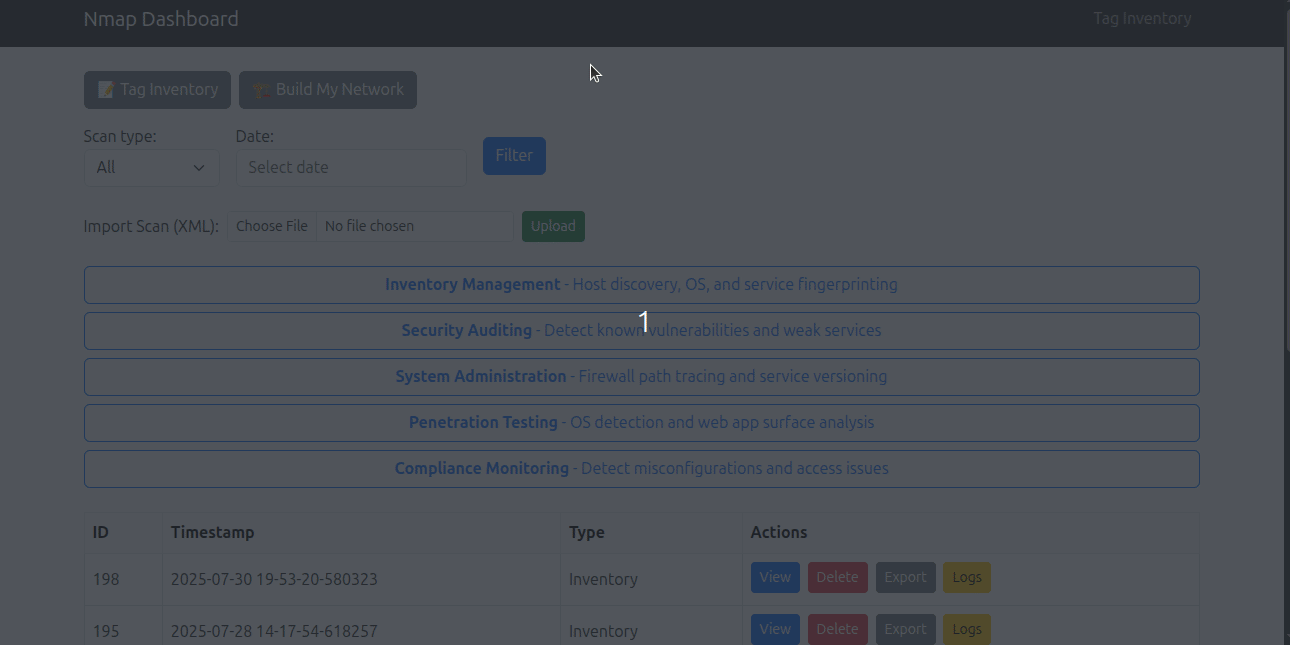 Nmap Dashboard Tag Inventory
📝 Tag Inventory 🏗️ Build My Network
Scan type: Date:
All Select date Filter
Import Scan (XML): Choose File No file chosen Upload
Inventory Management - Host discovery, OS, and service fingerprinting
1
Security Auditing - Detect known vulnerabilities and weak services
System Administration - Firewall path tracing and service versioning
Penetration Testing - OS detection and web app surface analysis
Compliance Monitoring - Detect misconfigurations and access issues
ID Timestamp Type Actions
198 2025-07-30 19-53-20-580323 Inventory View Delete Export Logs
195 2025-07-28 14-17-54-618257 Inventory View Delete Export Logs